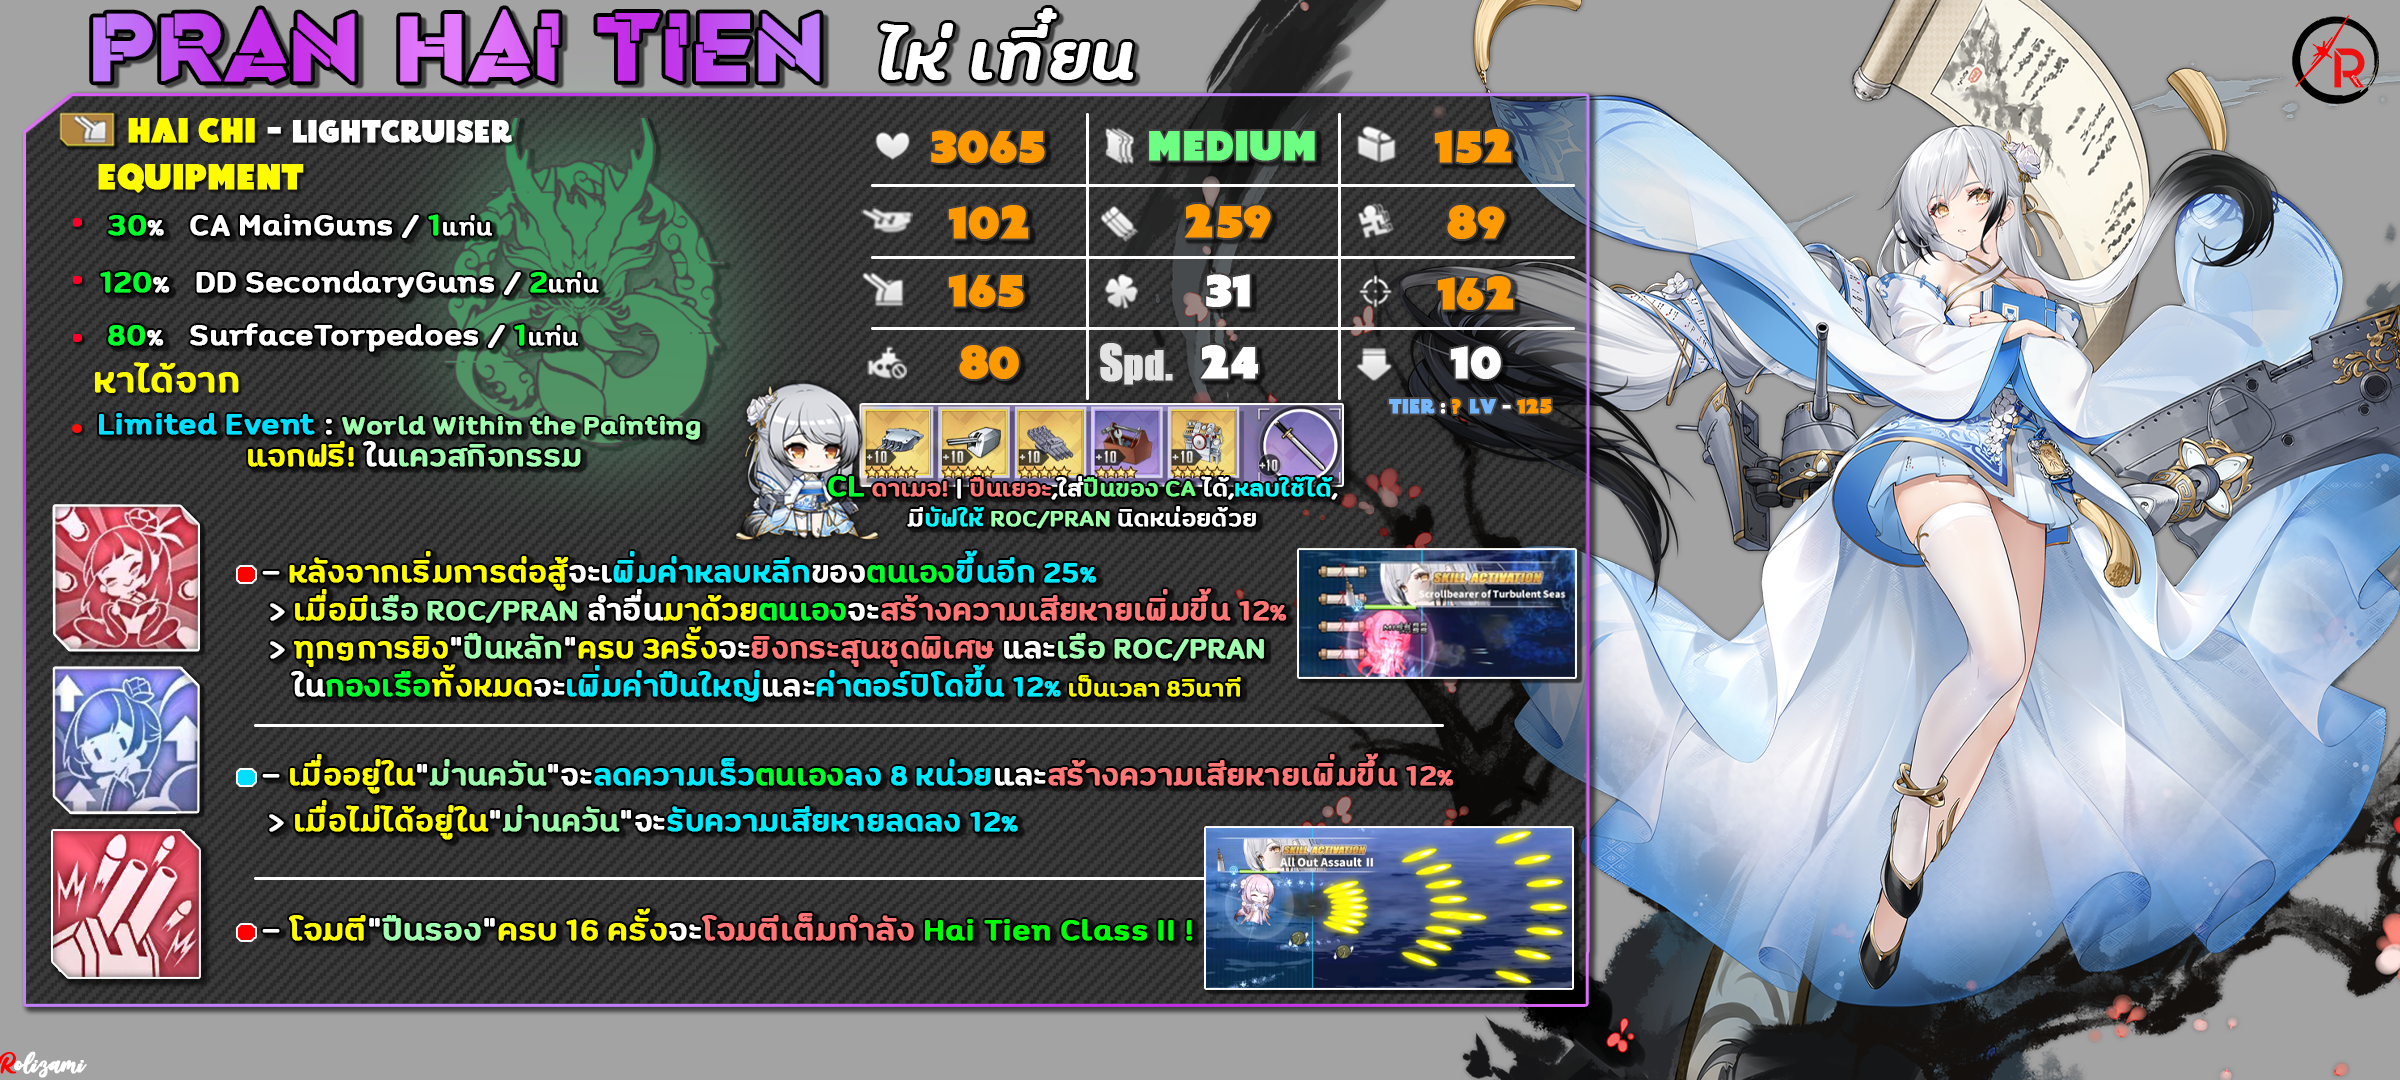 PRAN HAI TIEN ไห่ เทียน
R
HAI CHI - LIGHTCRUISER
EQUIPMENT
30% CA MainGuns / 1แท่น
120% DD SecondaryGuns / 2แท่น
80% SurfaceTorpedoes / 1แท่น
หาได้จาก
Limited Event : World Within the Painting
แจกฟรี! ในเควสกิจกรรม
3065 MEDIUM 152
102 259 89
165 31 162
80 Spd. 24 10
TIER : ? LV - 125
+10 +10 +10 +10 +10 +10
CL ดาเมจ! | ปืนเยอะ,ใส่ปืนของ CA ได้,หลบใช้ได้,
มีบัฟให้ ROC/PRAN นิดหน่อยด้วย
– หลังจากเริ่มการต่อสู้จะเพิ่มค่าหลบหลีกของตนเองขึ้นอีก 25%
> เมื่อมีเรือ ROC/PRAN ลำอื่นมาด้วยตนเองจะสร้างความเสียหายเพิ่มขึ้น 12%
> ทุกๆการยิง"ปืนหลัก"ครบ 3ครั้งจะยิงกระสุนชุดพิเศษ และเรือ ROC/PRAN
ในกองเรือทั้งหมดจะเพิ่มค่าปืนใหญ่และค่าตอร์ปิโดขึ้น 12% เป็นเวลา 8วินาที
SKILL ACTIVATION
Scrollbearer of Turbulent Seas
– เมื่ออยู่ใน"ม่านควัน"จะลดความเร็วตนเองลง 8 หน่วยและสร้างความเสียหายเพิ่มขึ้น 12%
> เมื่อไม่ได้อยู่ใน"ม่านควัน"จะรับความเสียหายลดลง 12%
SKILL ACTIVATION
All Out Assault II
– โจมตี"ปืนรอง"ครบ 16 ครั้งจะโจมตีเต็มกำลัง Hai Tien Class II !
Rolizami